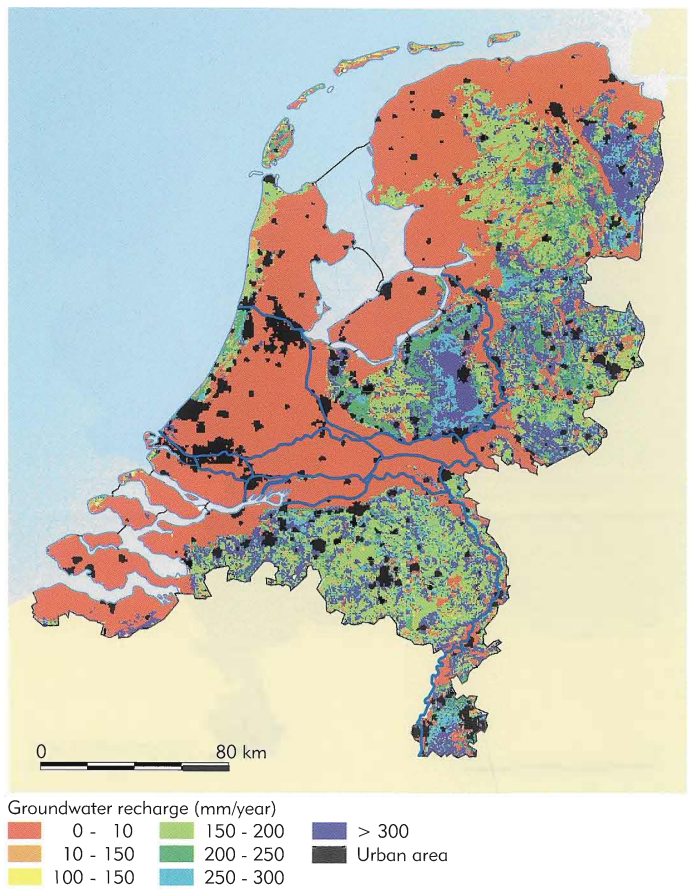 0 80 km
Groundwater recharge (mm/year)
0 - 10 150 - 200 > 300
10 - 150 200 - 250 Urban area
100 - 150 250 - 300